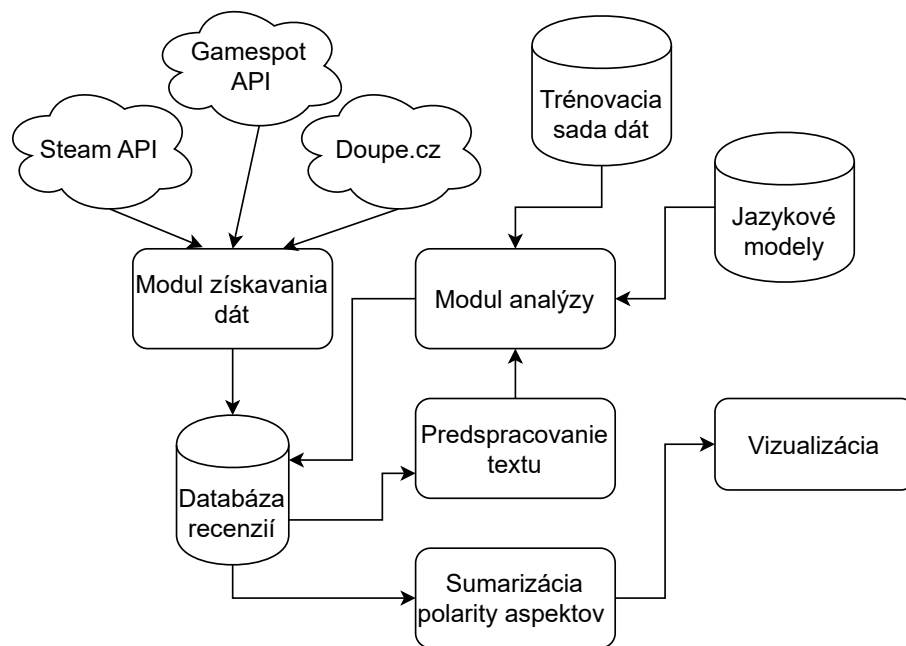 Gamespot
API
Steam API
Doupe.cz
Trénovacia
sada dát
Jazykové
modely
Modul získavania
dát
Modul analýzy
Predspracovanie
textu
Vizualizácia
Databáza
recenzií
Sumarizácia
polarity aspektov